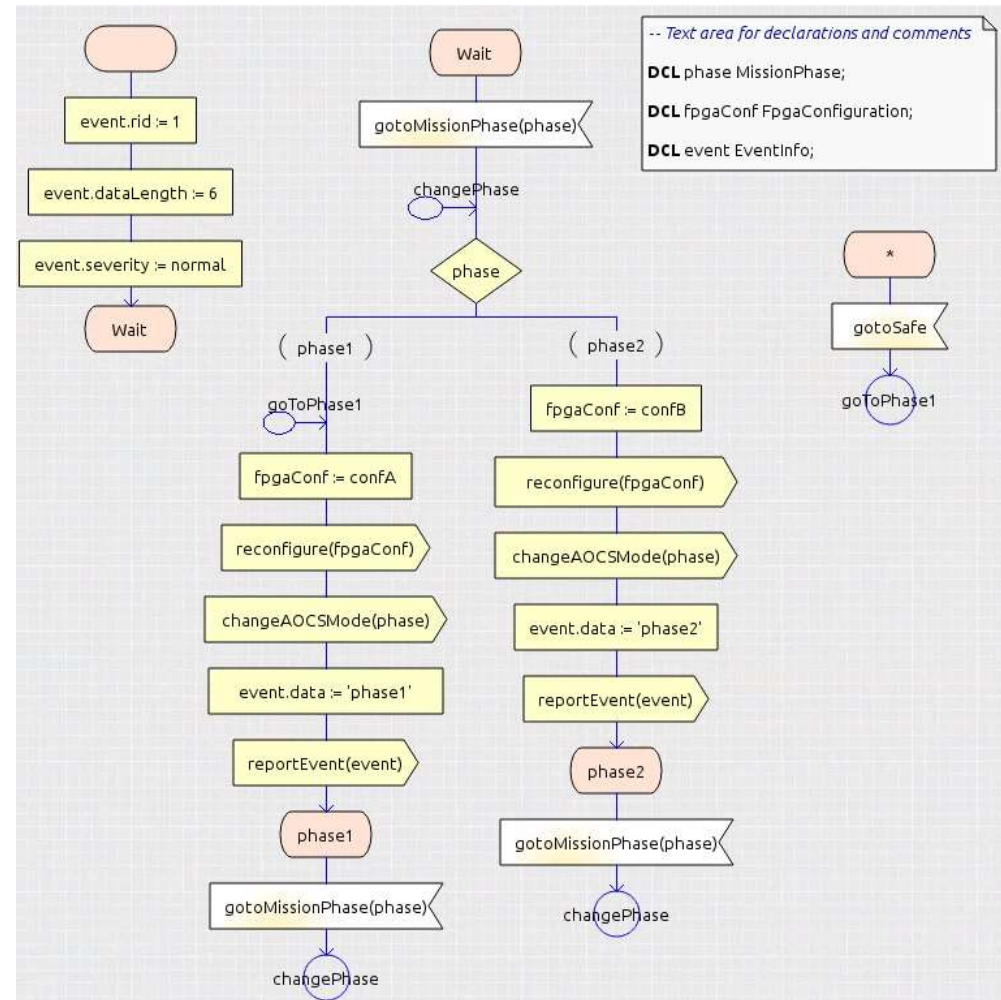 event.rid := 1
event.dataLength := 6
event.severity := normal
Wait
Wait
gotoMissionPhase(phase)
changePhase
phase
( phase1 )
goToPhase1
fpgaConf := confA
reconfigure(fpgaConf)
changeAOCSMode(phase)
event.data := 'phase1'
reportEvent(event)
phase1
gotoMissionPhase(phase)
changePhase
( phase2 )
fpgaConf := confB
reconfigure(fpgaConf)
changeAOCSMode(phase)
event.data := 'phase2'
reportEvent(event)
phase2
gotoMissionPhase(phase)
changePhase
-- Text area for declarations and comments
DCL phase MissionPhase;
DCL fpgaConf FpgaConfiguration;
DCL event EventInfo;
*
gotoSafe
goToPhase1